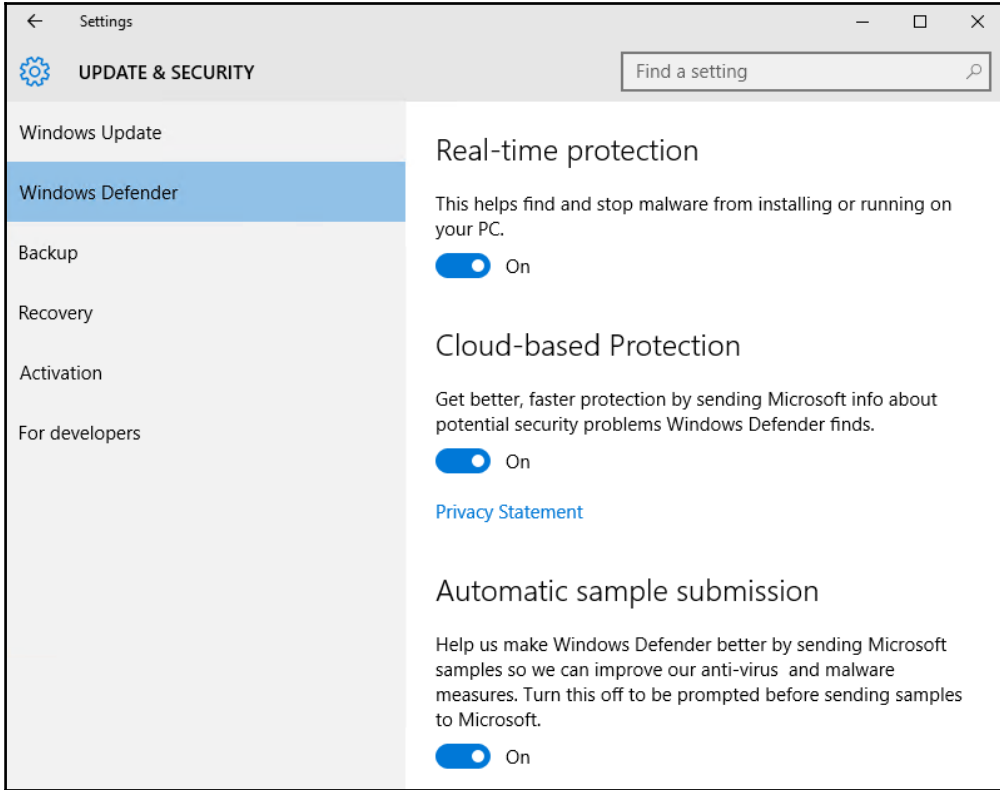 Settings
UPDATE & SECURITY
Find a setting
Windows Update
Windows Defender
Backup
Recovery
Activation
For developers
Real-time protection
This helps find and stop malware from installing or running on
your PC.
On
Cloud-based Protection
Get better, faster protection by sending Microsoft info about
potential security problems Windows Defender finds.
On
Privacy Statement
Automatic sample submission
Help us make Windows Defender better by sending Microsoft
samples so we can improve our anti-virus  and malware
measures. Turn this off to be prompted before sending samples
to Microsoft.
On